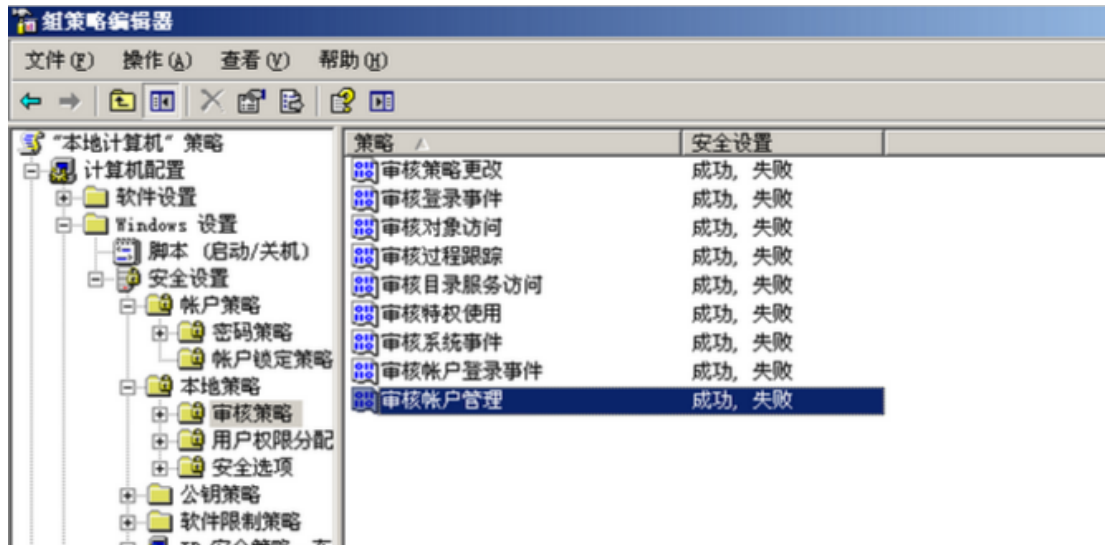 组策略编辑器
文件(F) 操作(A) 查看(V) 帮助(H)
“本地计算机”策略
计算机配置
软件设置
Windows 设置
脚本 (启动/关机)
安全设置
帐户策略
密码策略
帐户锁定策略
本地策略
审核策略
用户权限分配
安全选项
公钥策略
软件限制策略
策略 安全设置
审核策略更改 成功, 失败
审核登录事件 成功, 失败
审核对象访问 成功, 失败
审核过程跟踪 成功, 失败
审核目录服务访问 成功, 失败
审核特权使用 成功, 失败
审核系统事件 成功, 失败
审核帐户登录事件 成功, 失败
审核帐户管理 成功, 失败